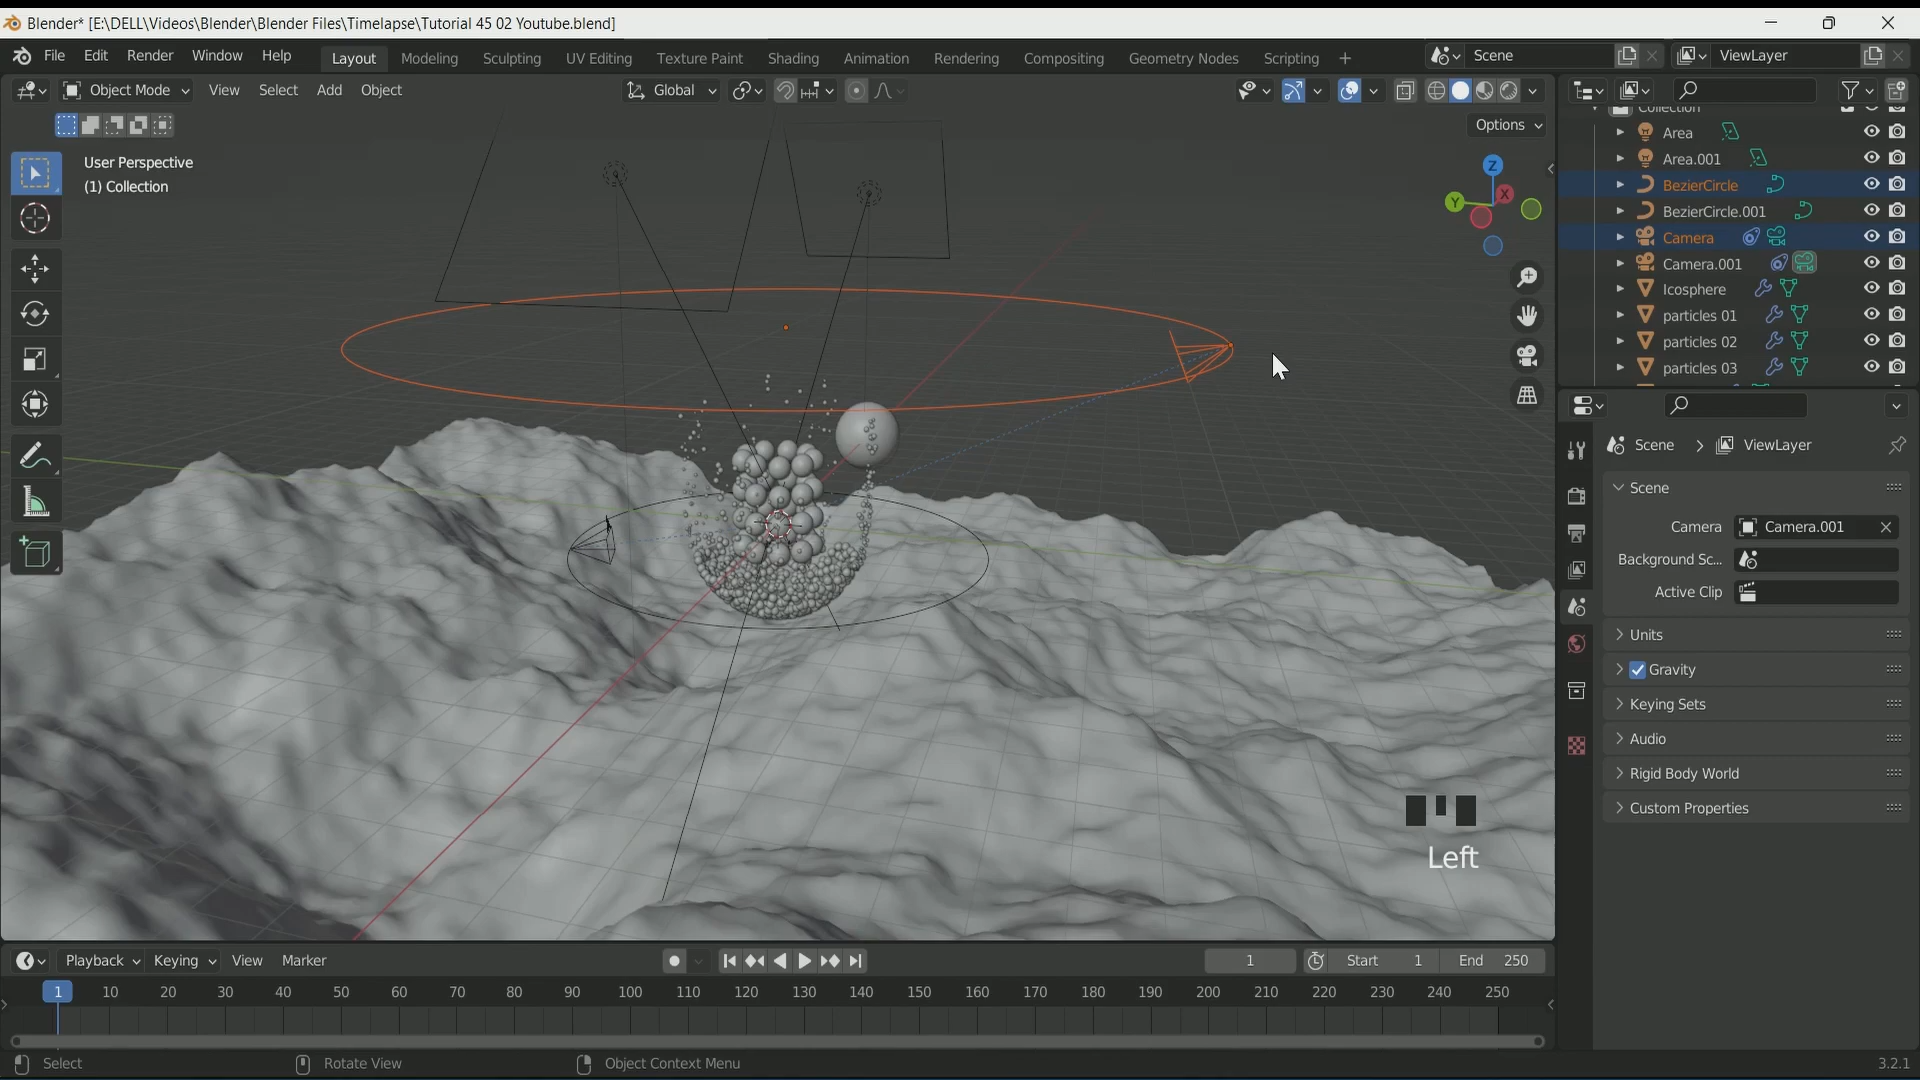 Blender* [E:\DELL\Videos\Blender\Blender Files\Timelapse\Tutorial 45 02 Youtube.blend]
File Edit Render Window Help Layout Modeling Sculpting UV Editing Texture Paint Shading Animation Rendering Compositing Geometry Nodes Scripting + Scene ViewLayer
Object Mode View Select Add Object Global
Options
User Perspective
(1) Collection
Z
X
Y
Collection
Area
Area.001
BezierCircle
BezierCircle.001
Camera
Camera.001
Icosphere
particles 01
particles 02
particles 03
Scene > ViewLayer
Scene
Camera Camera.001
Background Sc...
Active Clip
Units
Gravity
Keying Sets
Audio
Rigid Body World
Custom Properties
Left
Playback Keying View Marker 1 Start 1 End 250
1 10 20 30 40 50 60 70 80 90 100 110 120 130 140 150 160 170 180 190 200 210 220 230 240 250
Select Rotate View Object Context Menu 3.2.1